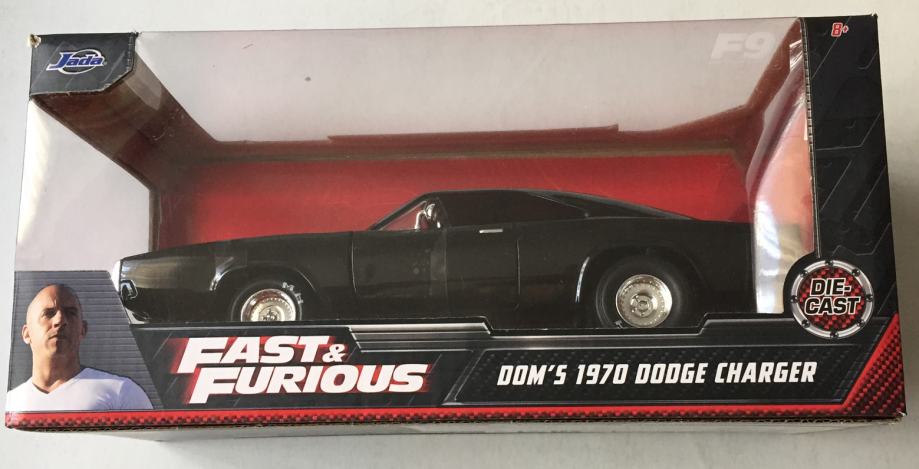 Jada
F9
8+
DIE-
CAST
FAST &
FURIOUS
DOM'S 1970 DODGE CHARGER